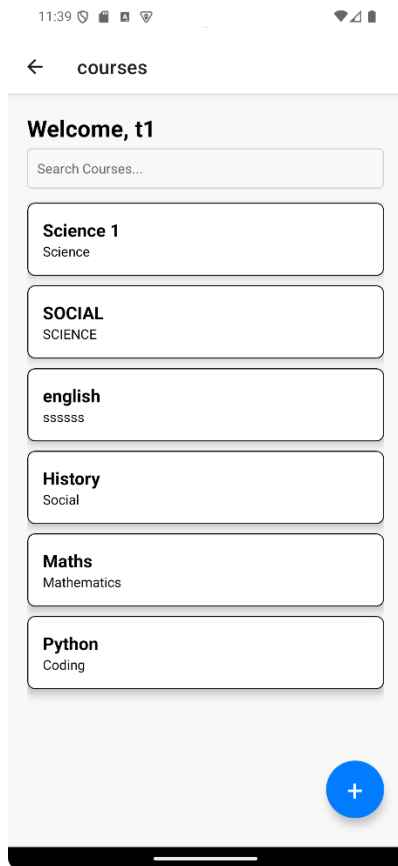 11:39
courses
Welcome, t1
Search Courses...
Science 1
Science
SOCIAL
SCIENCE
english
ssssss
History
Social
Maths
Mathematics
Python
Coding
+